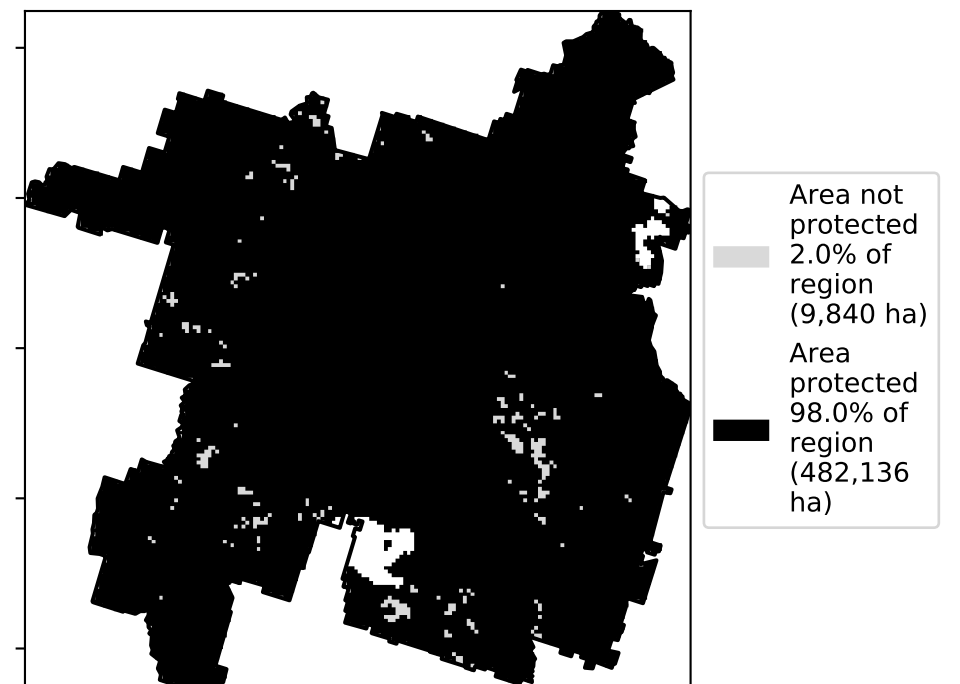 Area not
protected
2.0% of
region
(9,840 ha)
Area
protected
98.0% of
region
(482,136
ha)